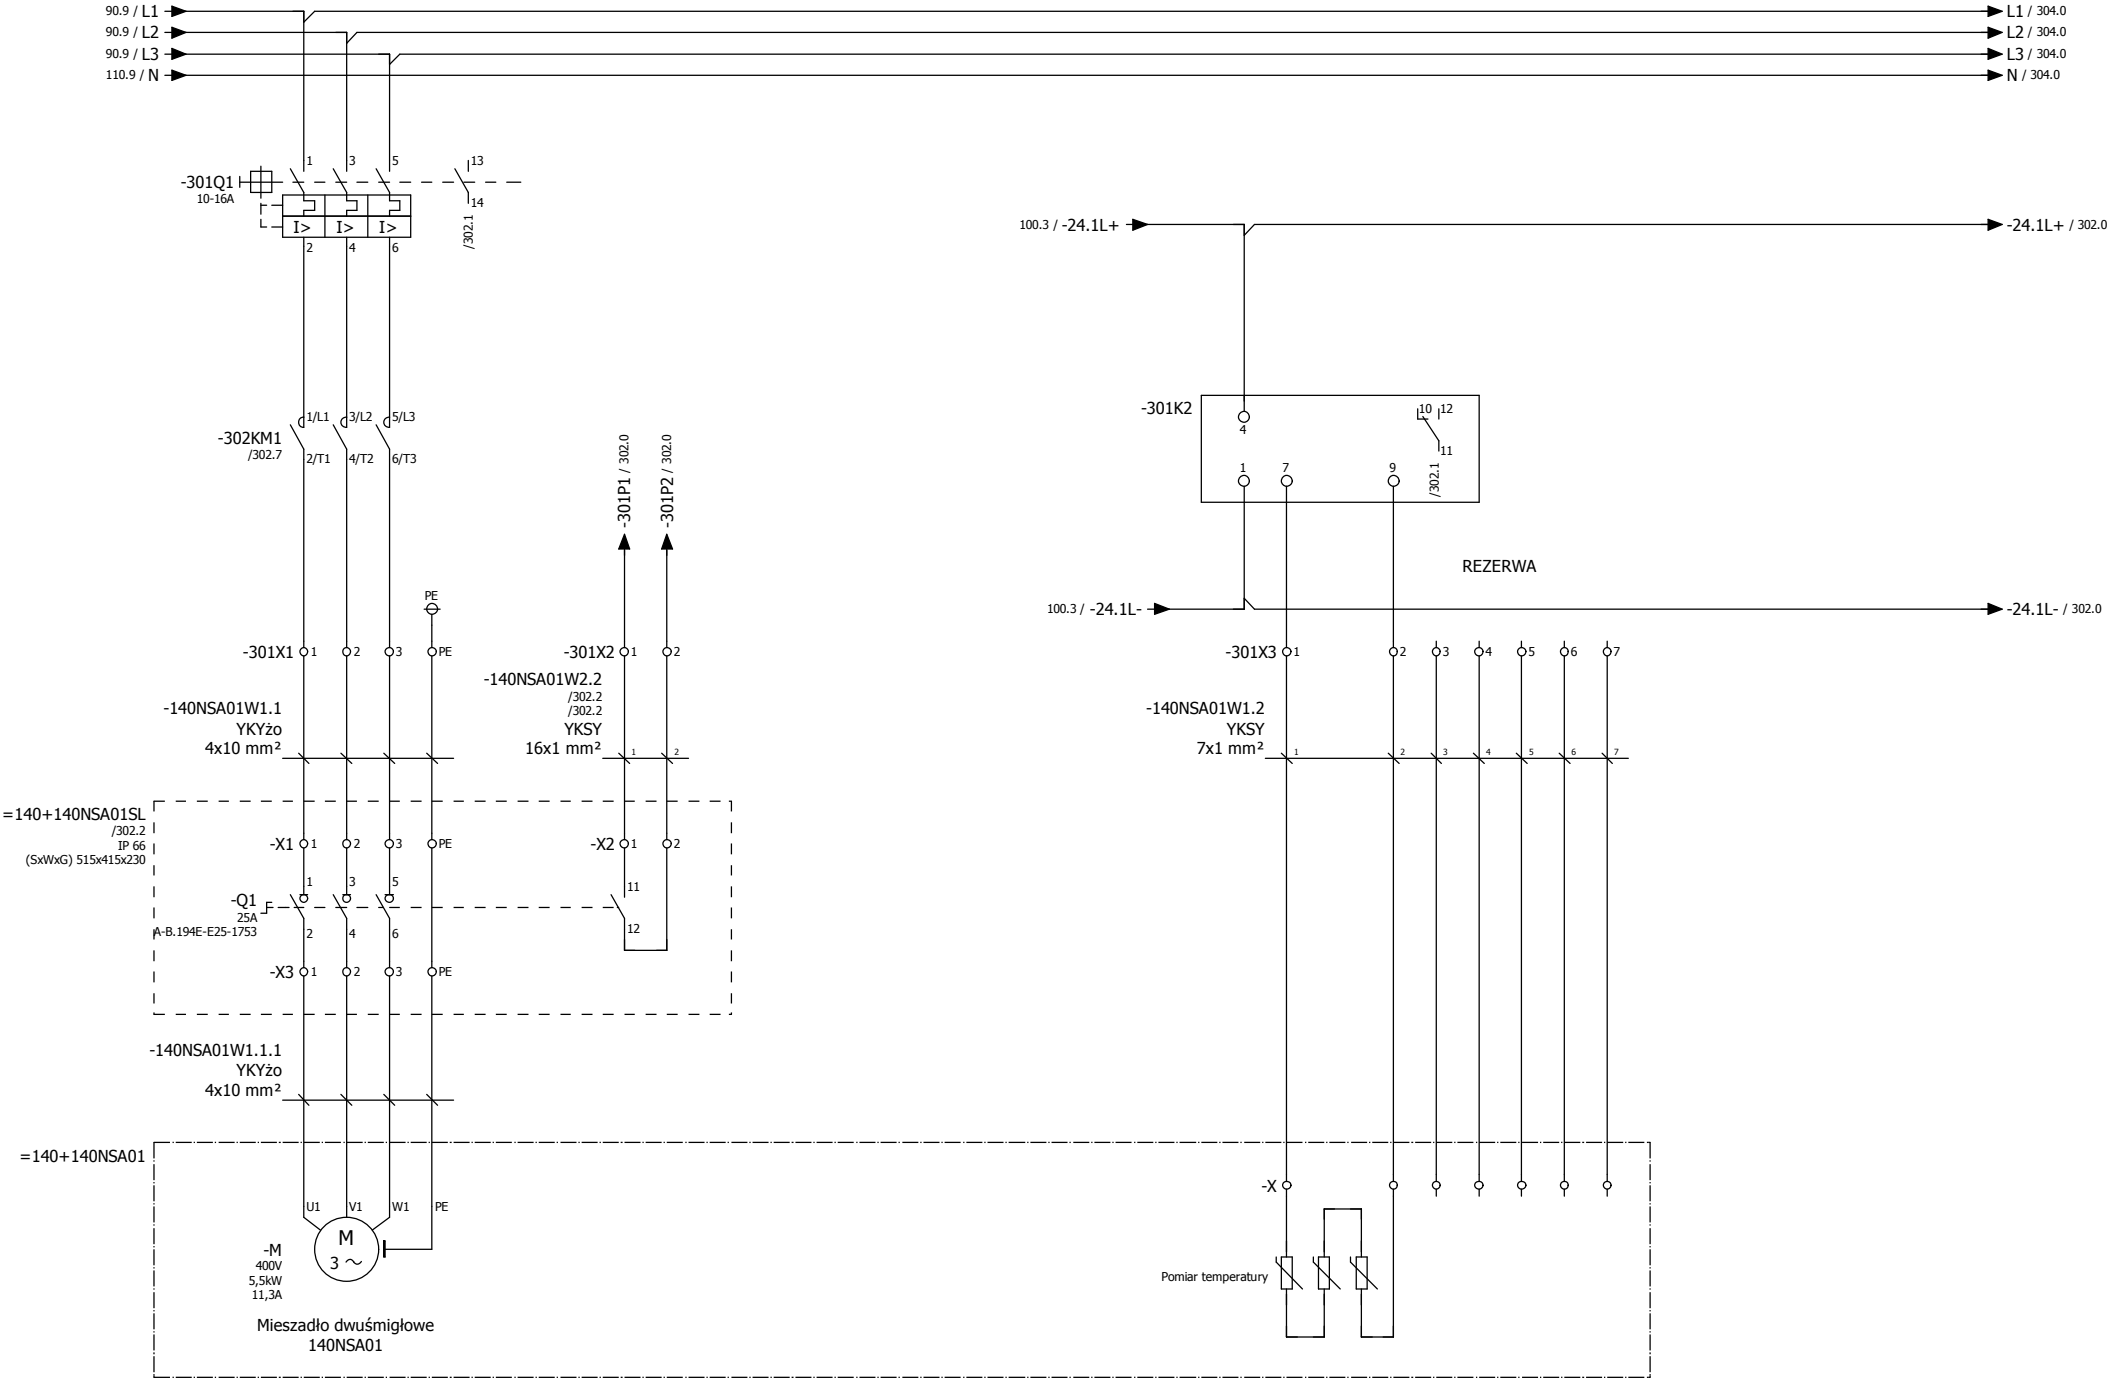 90.9 / L1
L1 / 304.0
90.9 / L2
L2 / 304.0
90.9 / L3
L3 / 304.0
110.9 / N
N / 304.0
1 3 5 13
-301Q1
10-16A
14
I> I> I>
2 4 6
/302.1
100.3 / -24.1L+
-24.1L+ / 302.0
-301K2
4
10 12
11
1 7 9
/302.1
1/L1 3/L2 5/L3
-302KM1
/302.7
2/T1 4/T2 6/T3
-301P1 / 302.0
-301P2 / 302.0
REZERWA
PE
100.3 / -24.1L-
-24.1L- / 302.0
-301X1 1 2 3 PE
-301X2 1 2
-301X3 1 2 3 4 5 6 7
-140NSA01W2.2
/302.2
/302.2
YKSY
16x1 mm²
1 2
-140NSA01W1.1
YKYżo
4x10 mm²
-140NSA01W1.2
YKSY
7x1 mm²
1 2 3 4 5 6 7
=140+140NSA01SL
/302.2
IP 66
(SxWxG) 515x415x230
-X1 1 2 3 PE
-X2 1 2
1 3 5 11
-Q1
25A
A-B.194E-E25-1753
2 4 6 12
-X3 1 2 3 PE
-140NSA01W1.1.1
YKYżo
4x10 mm²
=140+140NSA01
-X
U1 V1 W1 PE
M
3 ~
-M
400V
5,5kW
11,3A
Pomiar temperatury
Mieszadło dwuśmigłowe
140NSA01